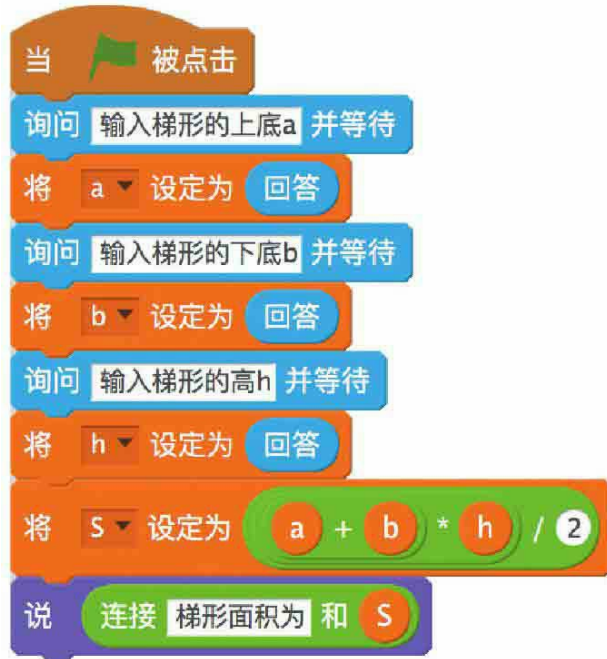 当 被点击
询问 输入梯形的上底a 并等待
将 a 设定为 回答
询问 输入梯形的下底b 并等待
将 b 设定为 回答
询问 输入梯形的高h 并等待
将 h 设定为 回答
将 S 设定为 a + b * h / 2
说 连接 梯形面积为 和 S